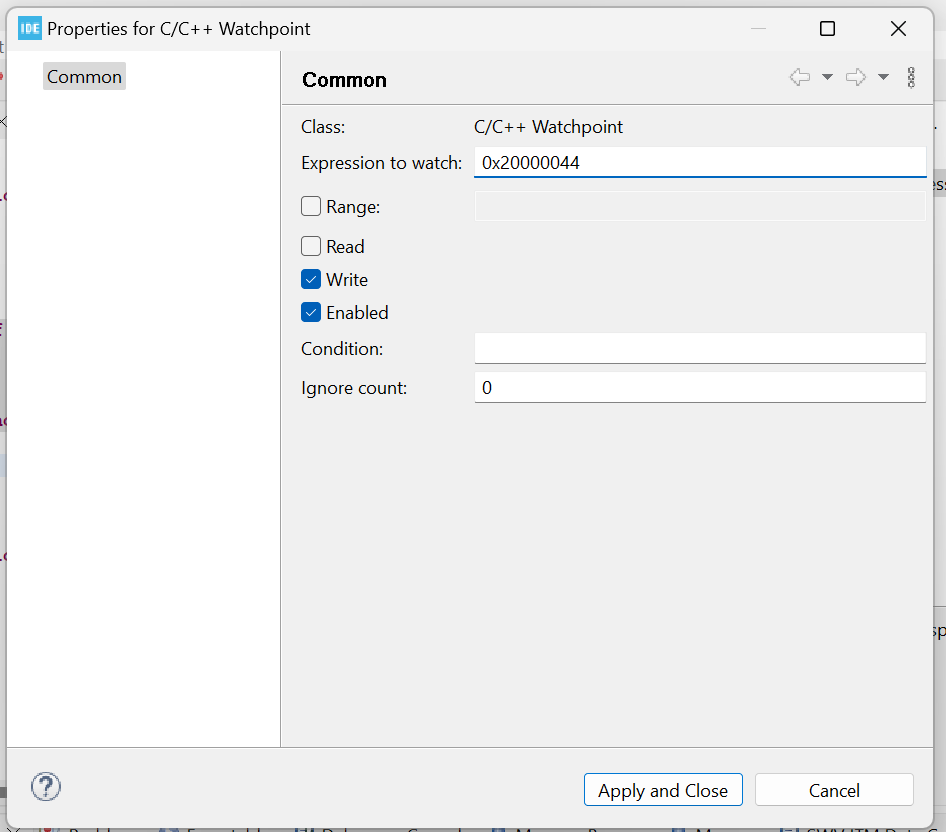 IDE Properties for C/C++ Watchpoint
Common
Common
Class: C/C++ Watchpoint
Expression to watch: 0x20000044
Range:
Read
Write
Enabled
Condition:
Ignore count: 0
?
Apply and Close
Cancel